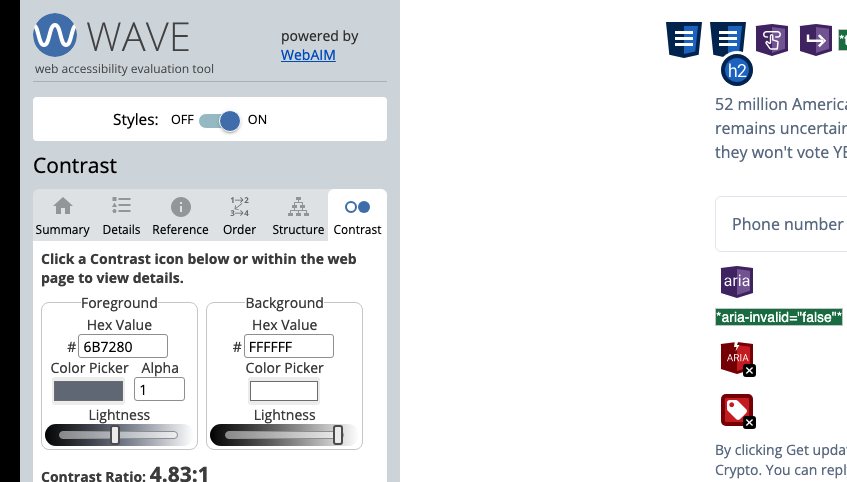 WAVE
web accessibility evaluation tool
powered by
WebAIM
Styles: OFF ON
Contrast
Summary Details Reference Order Structure Contrast
Click a Contrast icon below or within the web
page to view details.
Foreground
Hex Value
# 6B7280
Color Picker Alpha
1
Lightness
Background
Hex Value
# FFFFFF
Color Picker
Lightness
Contrast Ratio: 4.83:1
h2
52 million America
remains uncertain
they won't vote YE
Phone number
aria
*aria-invalid="false"*
ARIA
By clicking Get upda
Crypto. You can repl